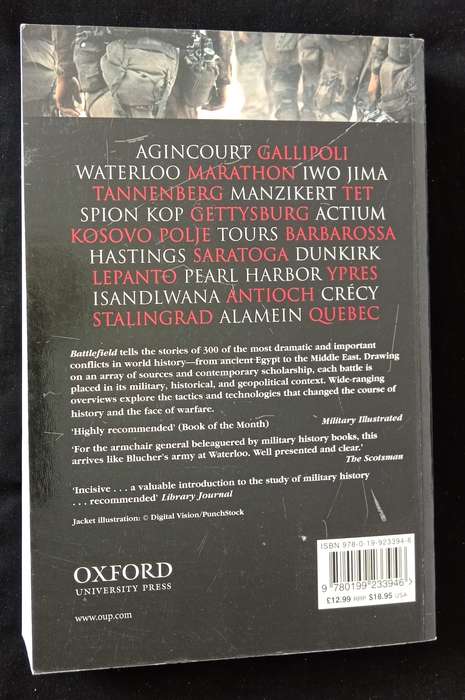 AGINCOURT GALLIPOLI
WATERLOO MARATHON IWO JIMA
TANNENBERG MANZIKERT TET
SPION KOP GETTYSBURG ACTIUM
KOSOVO POLJE TOURS BARBAROSSA
HASTINGS SARATOGA DUNKIRK
LEPANTO PEARL HARBOR YPRES
ISANDLWANA ANTIOCH CRÉCY
STALINGRAD ALAMEIN QUEBEC
Battlefield tells the stories of 300 of the most dramatic and important
conflicts in world history—from ancient Egypt to the Middle East. Drawing
on an array of sources and contemporary scholarship, each battle is
placed in its military, historical, and geopolitical context. Wide-ranging
overviews explore the tactics and technologies that changed the course of
history and the face of warfare.
'Highly recommended' (Book of the Month) Military Illustrated
'For the armchair general beleaguered by military history books, this
arrives like Blucher's army at Waterloo. Well presented and clear.'
The Scotsman
'Incisive . . . a valuable introduction to the study of military history
. . . recommended' Library Journal
Jacket illustration: © Digital Vision/PunchStock
OXFORD
UNIVERSITY PRESS
www.oup.com
ISBN 978-0-19-923394-6
9 780199 233946
£12.99 RRP $18.95 USA